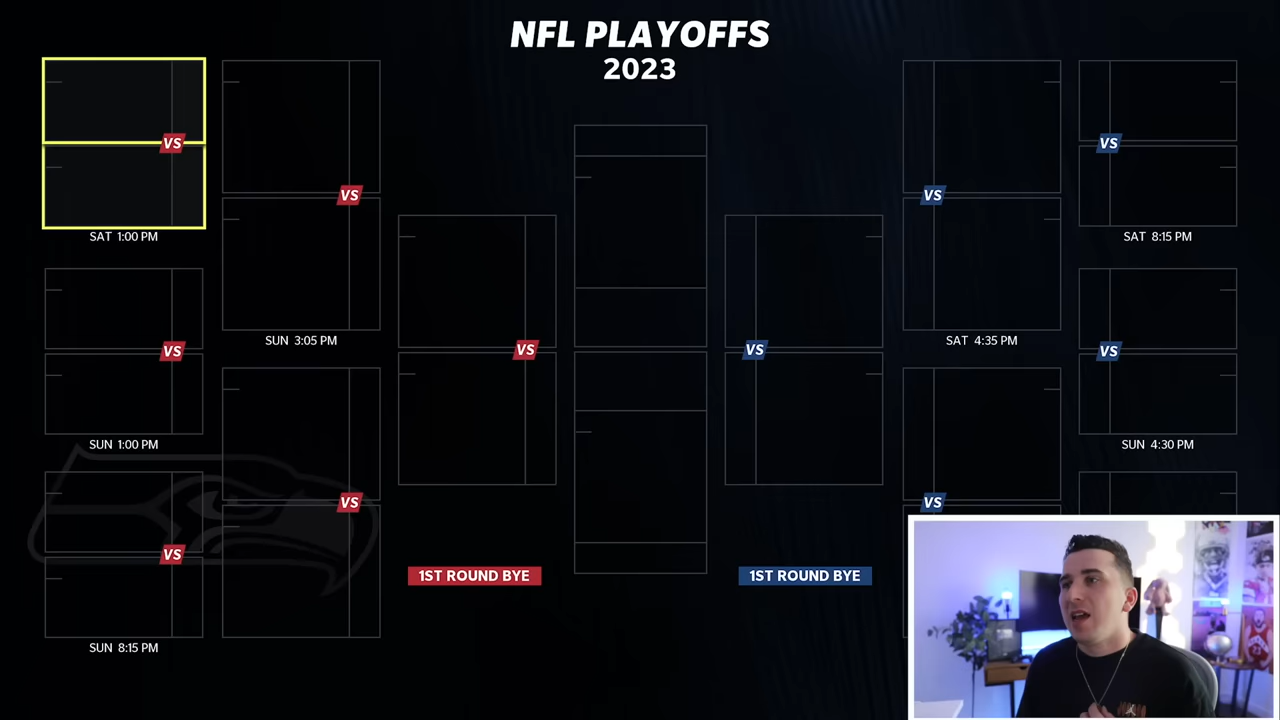 NFL PLAYOFFS
2023
VS
SAT 1:00 PM
VS
SUN 1:00 PM
VS
SUN 8:15 PM
VS
SUN 3:05 PM
VS
VS
1ST ROUND BYE
VS
1ST ROUND BYE
VS
SAT 4:35 PM
VS
VS
SAT 8:15 PM
VS
SUN 4:30 PM